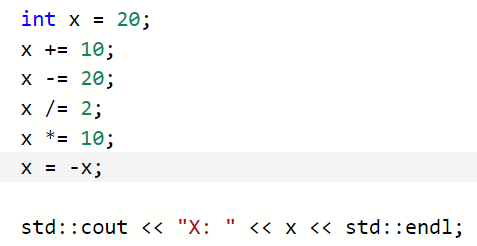 int x = 20;
x += 10;
x -= 20;
x /= 2;
x *= 10;
x = -x;
std::cout << "X: " << x << std::endl;